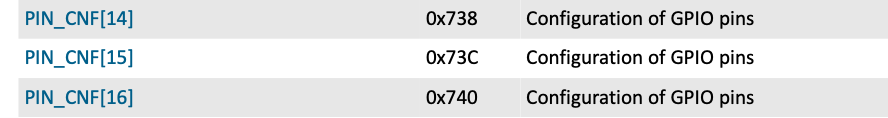 PIN_CNF[14] 0x738 Configuration of GPIO pins
PIN_CNF[15] 0x73C Configuration of GPIO pins
PIN_CNF[16] 0x740 Configuration of GPIO pins